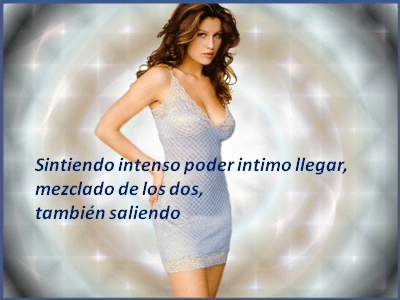 Sintiendo intenso poder intimo llegar,
mezclado de los dos,
también saliendo